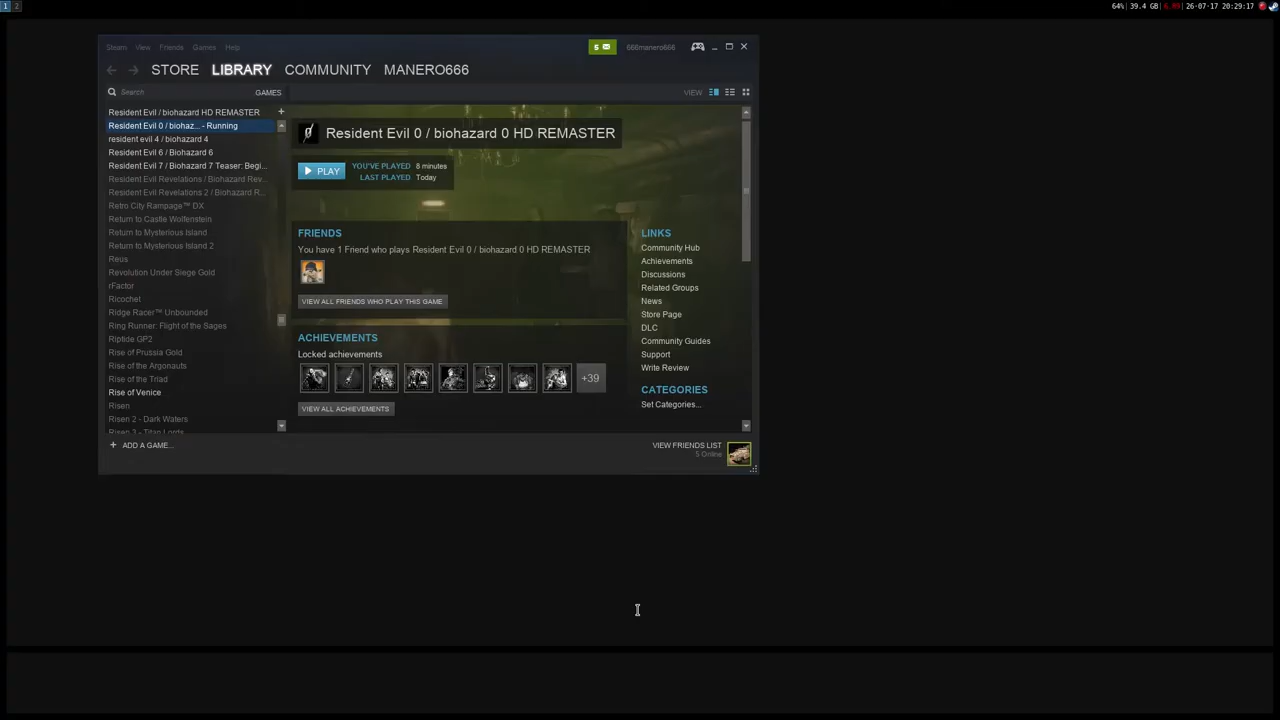 1 2
64%| 39.4 GB| 6.09| 26-07-17 20:29:17
Steam View Friends Games Help
5
666manero666
STORE LIBRARY COMMUNITY MANERO666
Search
GAMES
VIEW
Resident Evil / biohazard HD REMASTER
Resident Evil 0 / biohaz... - Running
resident evil 4 / biohazard 4
Resident Evil 6 / Biohazard 6
Resident Evil 7 / Biohazard 7 Teaser: Begi...
Resident Evil Revelations / Biohazard Rev...
Resident Evil Revelations 2 / Biohazard R...
Retro City Rampage™ DX
Return to Castle Wolfenstein
Return to Mysterious Island
Return to Mysterious Island 2
Reus
Revolution Under Siege Gold
rFactor
Ricochet
Ridge Racer™ Unbounded
Ring Runner: Flight of the Sages
Riptide GP2
Rise of Prussia Gold
Rise of the Argonauts
Rise of the Triad
Rise of Venice
Risen
Risen 2 - Dark Waters
Risen 3 - Titan Lords
+ ADD A GAME...
Resident Evil 0 / biohazard 0 HD REMASTER
PLAY
YOU'VE PLAYED 8 minutes
LAST PLAYED Today
FRIENDS
You have 1 Friend who plays Resident Evil 0 / biohazard 0 HD REMASTER
VIEW ALL FRIENDS WHO PLAY THIS GAME
ACHIEVEMENTS
Locked achievements
+39
VIEW ALL ACHIEVEMENTS
LINKS
Community Hub
Achievements
Discussions
Related Groups
News
Store Page
DLC
Community Guides
Support
Write Review
CATEGORIES
Set Categories...
VIEW FRIENDS LIST
5 Online